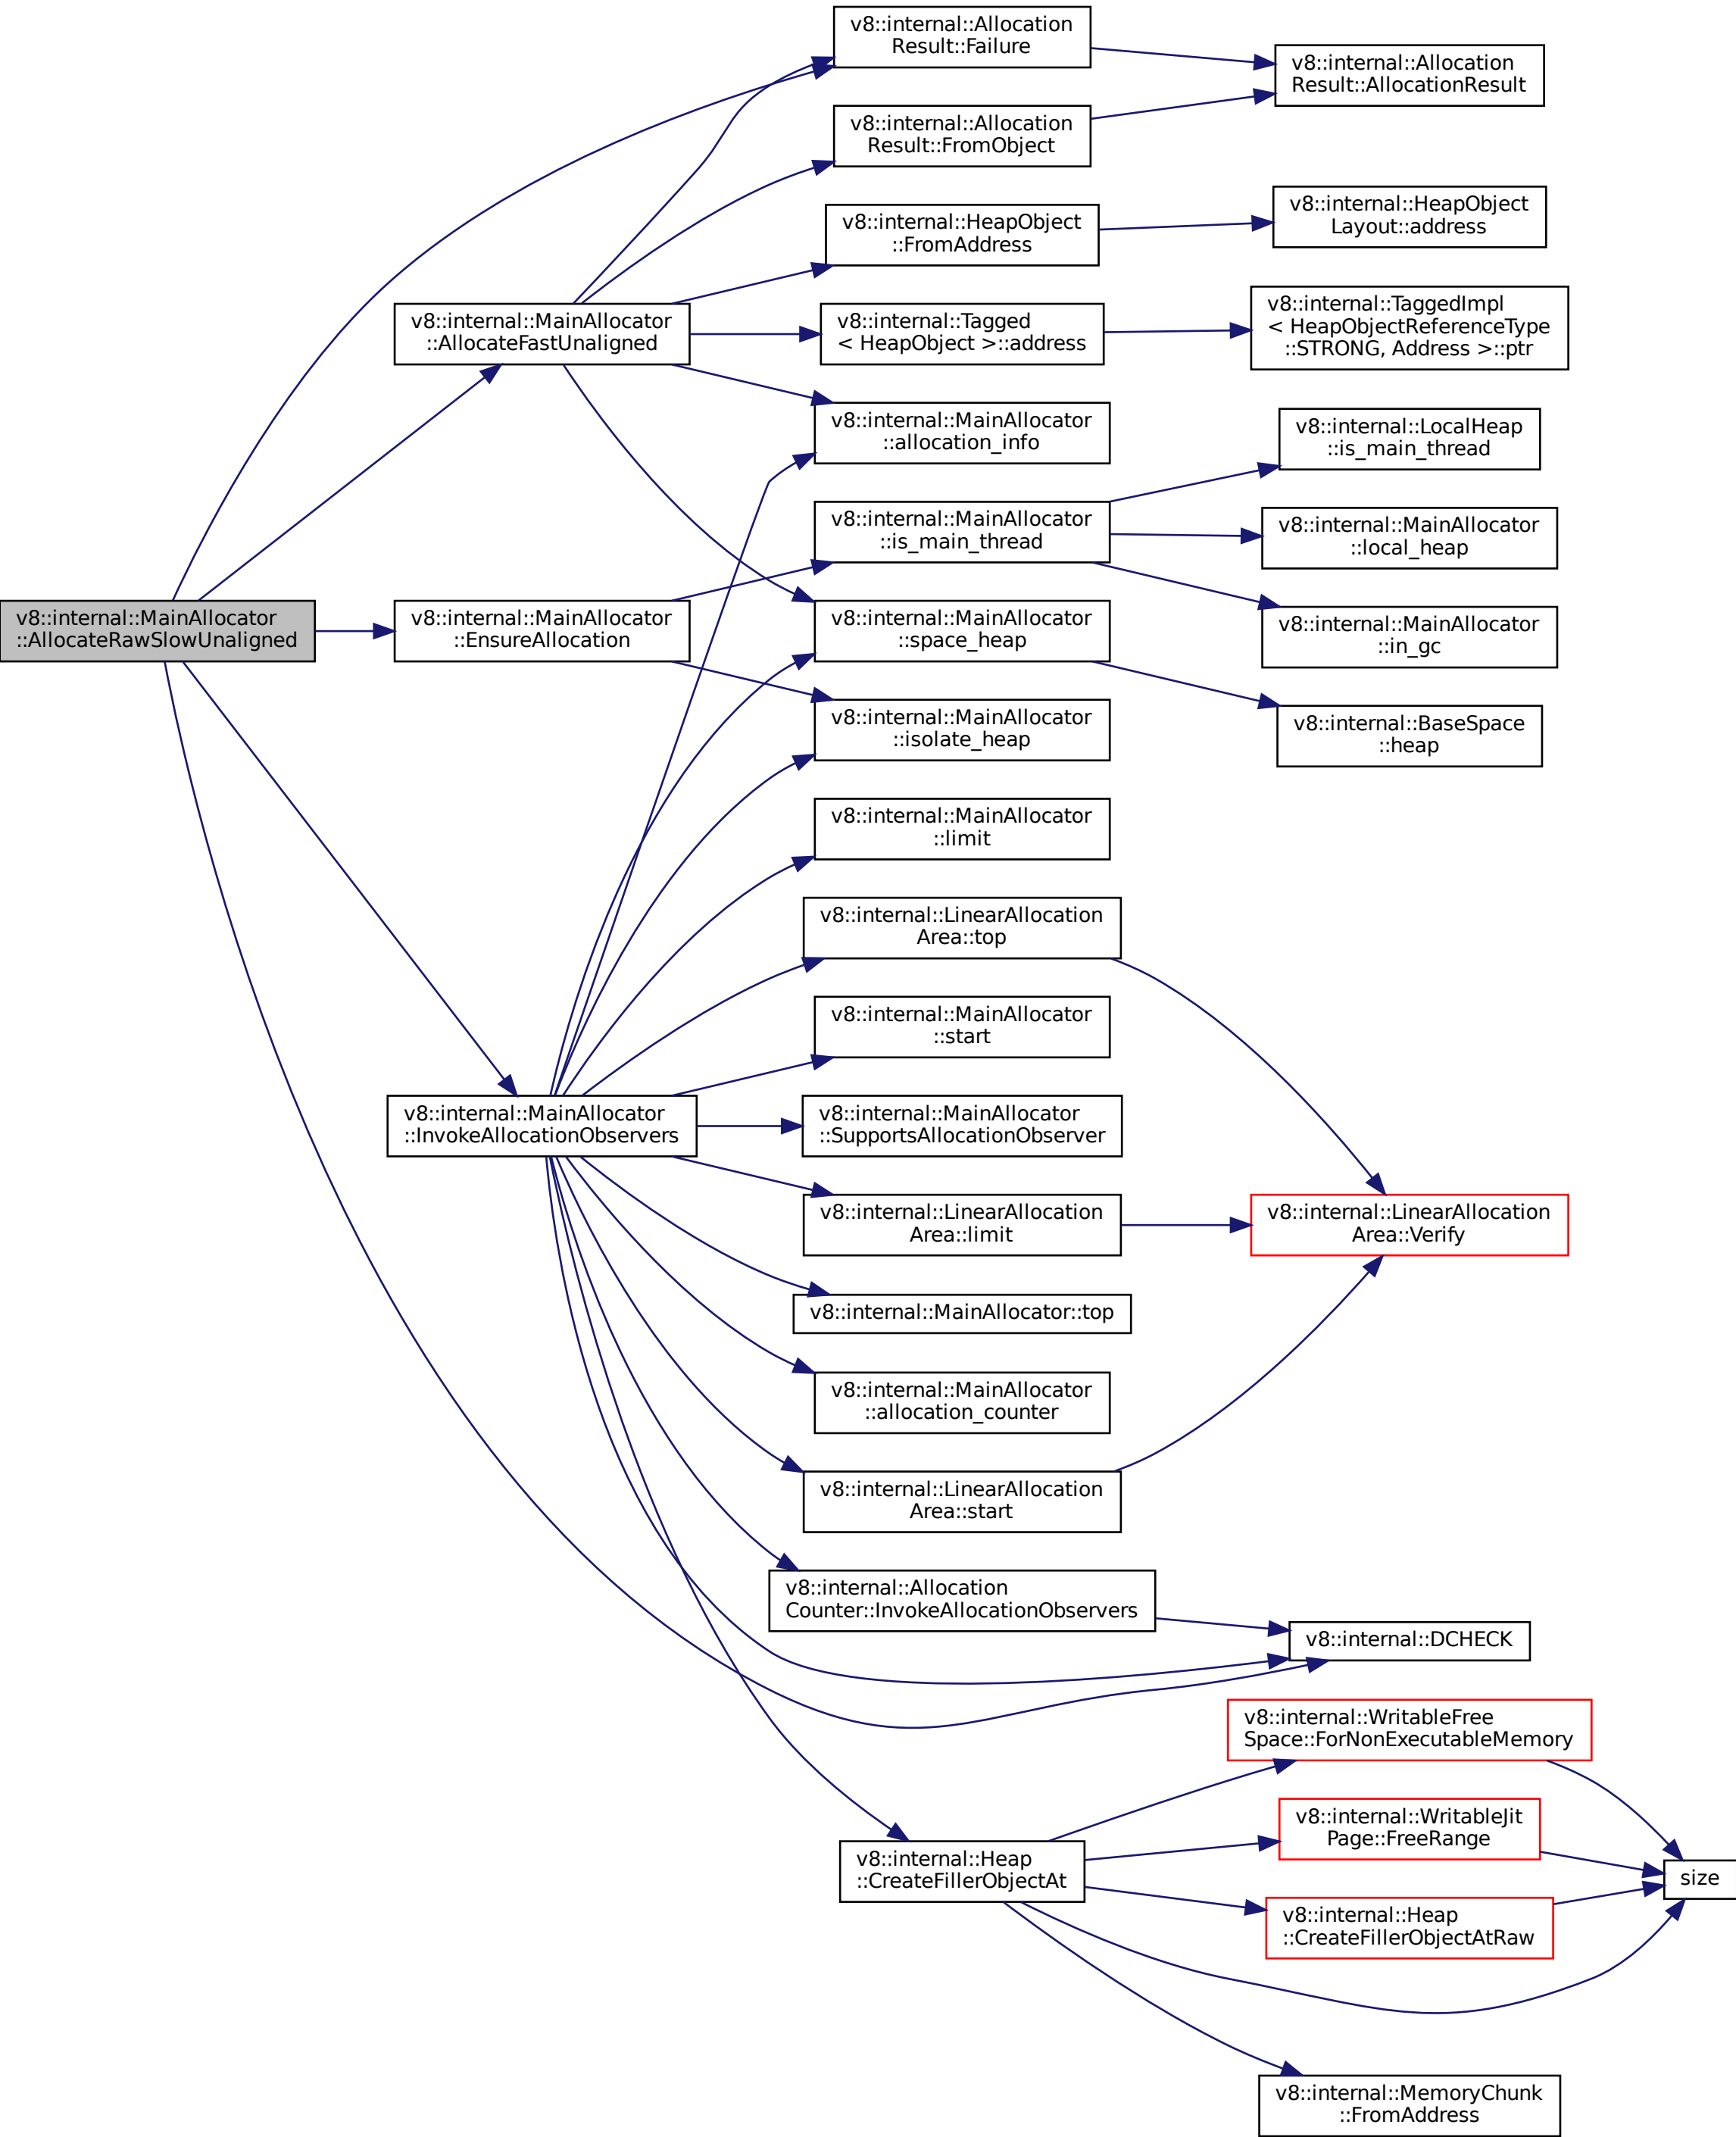 v8::internal::MainAllocator
::AllocateRawSlowUnaligned
v8::internal::MainAllocator
::AllocateFastUnaligned
v8::internal::MainAllocator
::EnsureAllocation
v8::internal::MainAllocator
::InvokeAllocationObservers
v8::internal::Allocation
Result::Failure
v8::internal::Allocation
Result::FromObject
v8::internal::HeapObject
::FromAddress
v8::internal::Tagged
< HeapObject >::address
v8::internal::MainAllocator
::allocation_info
v8::internal::MainAllocator
::is_main_thread
v8::internal::MainAllocator
::space_heap
v8::internal::MainAllocator
::isolate_heap
v8::internal::MainAllocator
::limit
v8::internal::LinearAllocation
Area::top
v8::internal::MainAllocator
::start
v8::internal::MainAllocator
::SupportsAllocationObserver
v8::internal::LinearAllocation
Area::limit
v8::internal::MainAllocator::top
v8::internal::MainAllocator
::allocation_counter
v8::internal::LinearAllocation
Area::start
v8::internal::Allocation
Counter::InvokeAllocationObservers
v8::internal::Heap
::CreateFillerObjectAt
v8::internal::Allocation
Result::AllocationResult
v8::internal::HeapObject
Layout::address
v8::internal::TaggedImpl
< HeapObjectReferenceType
::STRONG, Address >::ptr
v8::internal::LocalHeap
::is_main_thread
v8::internal::MainAllocator
::local_heap
v8::internal::MainAllocator
::in_gc
v8::internal::BaseSpace
::heap
v8::internal::LinearAllocation
Area::Verify
v8::internal::DCHECK
v8::internal::WritableFree
Space::ForNonExecutableMemory
v8::internal::WritableJit
Page::FreeRange
v8::internal::Heap
::CreateFillerObjectAtRaw
v8::internal::MemoryChunk
::FromAddress
size